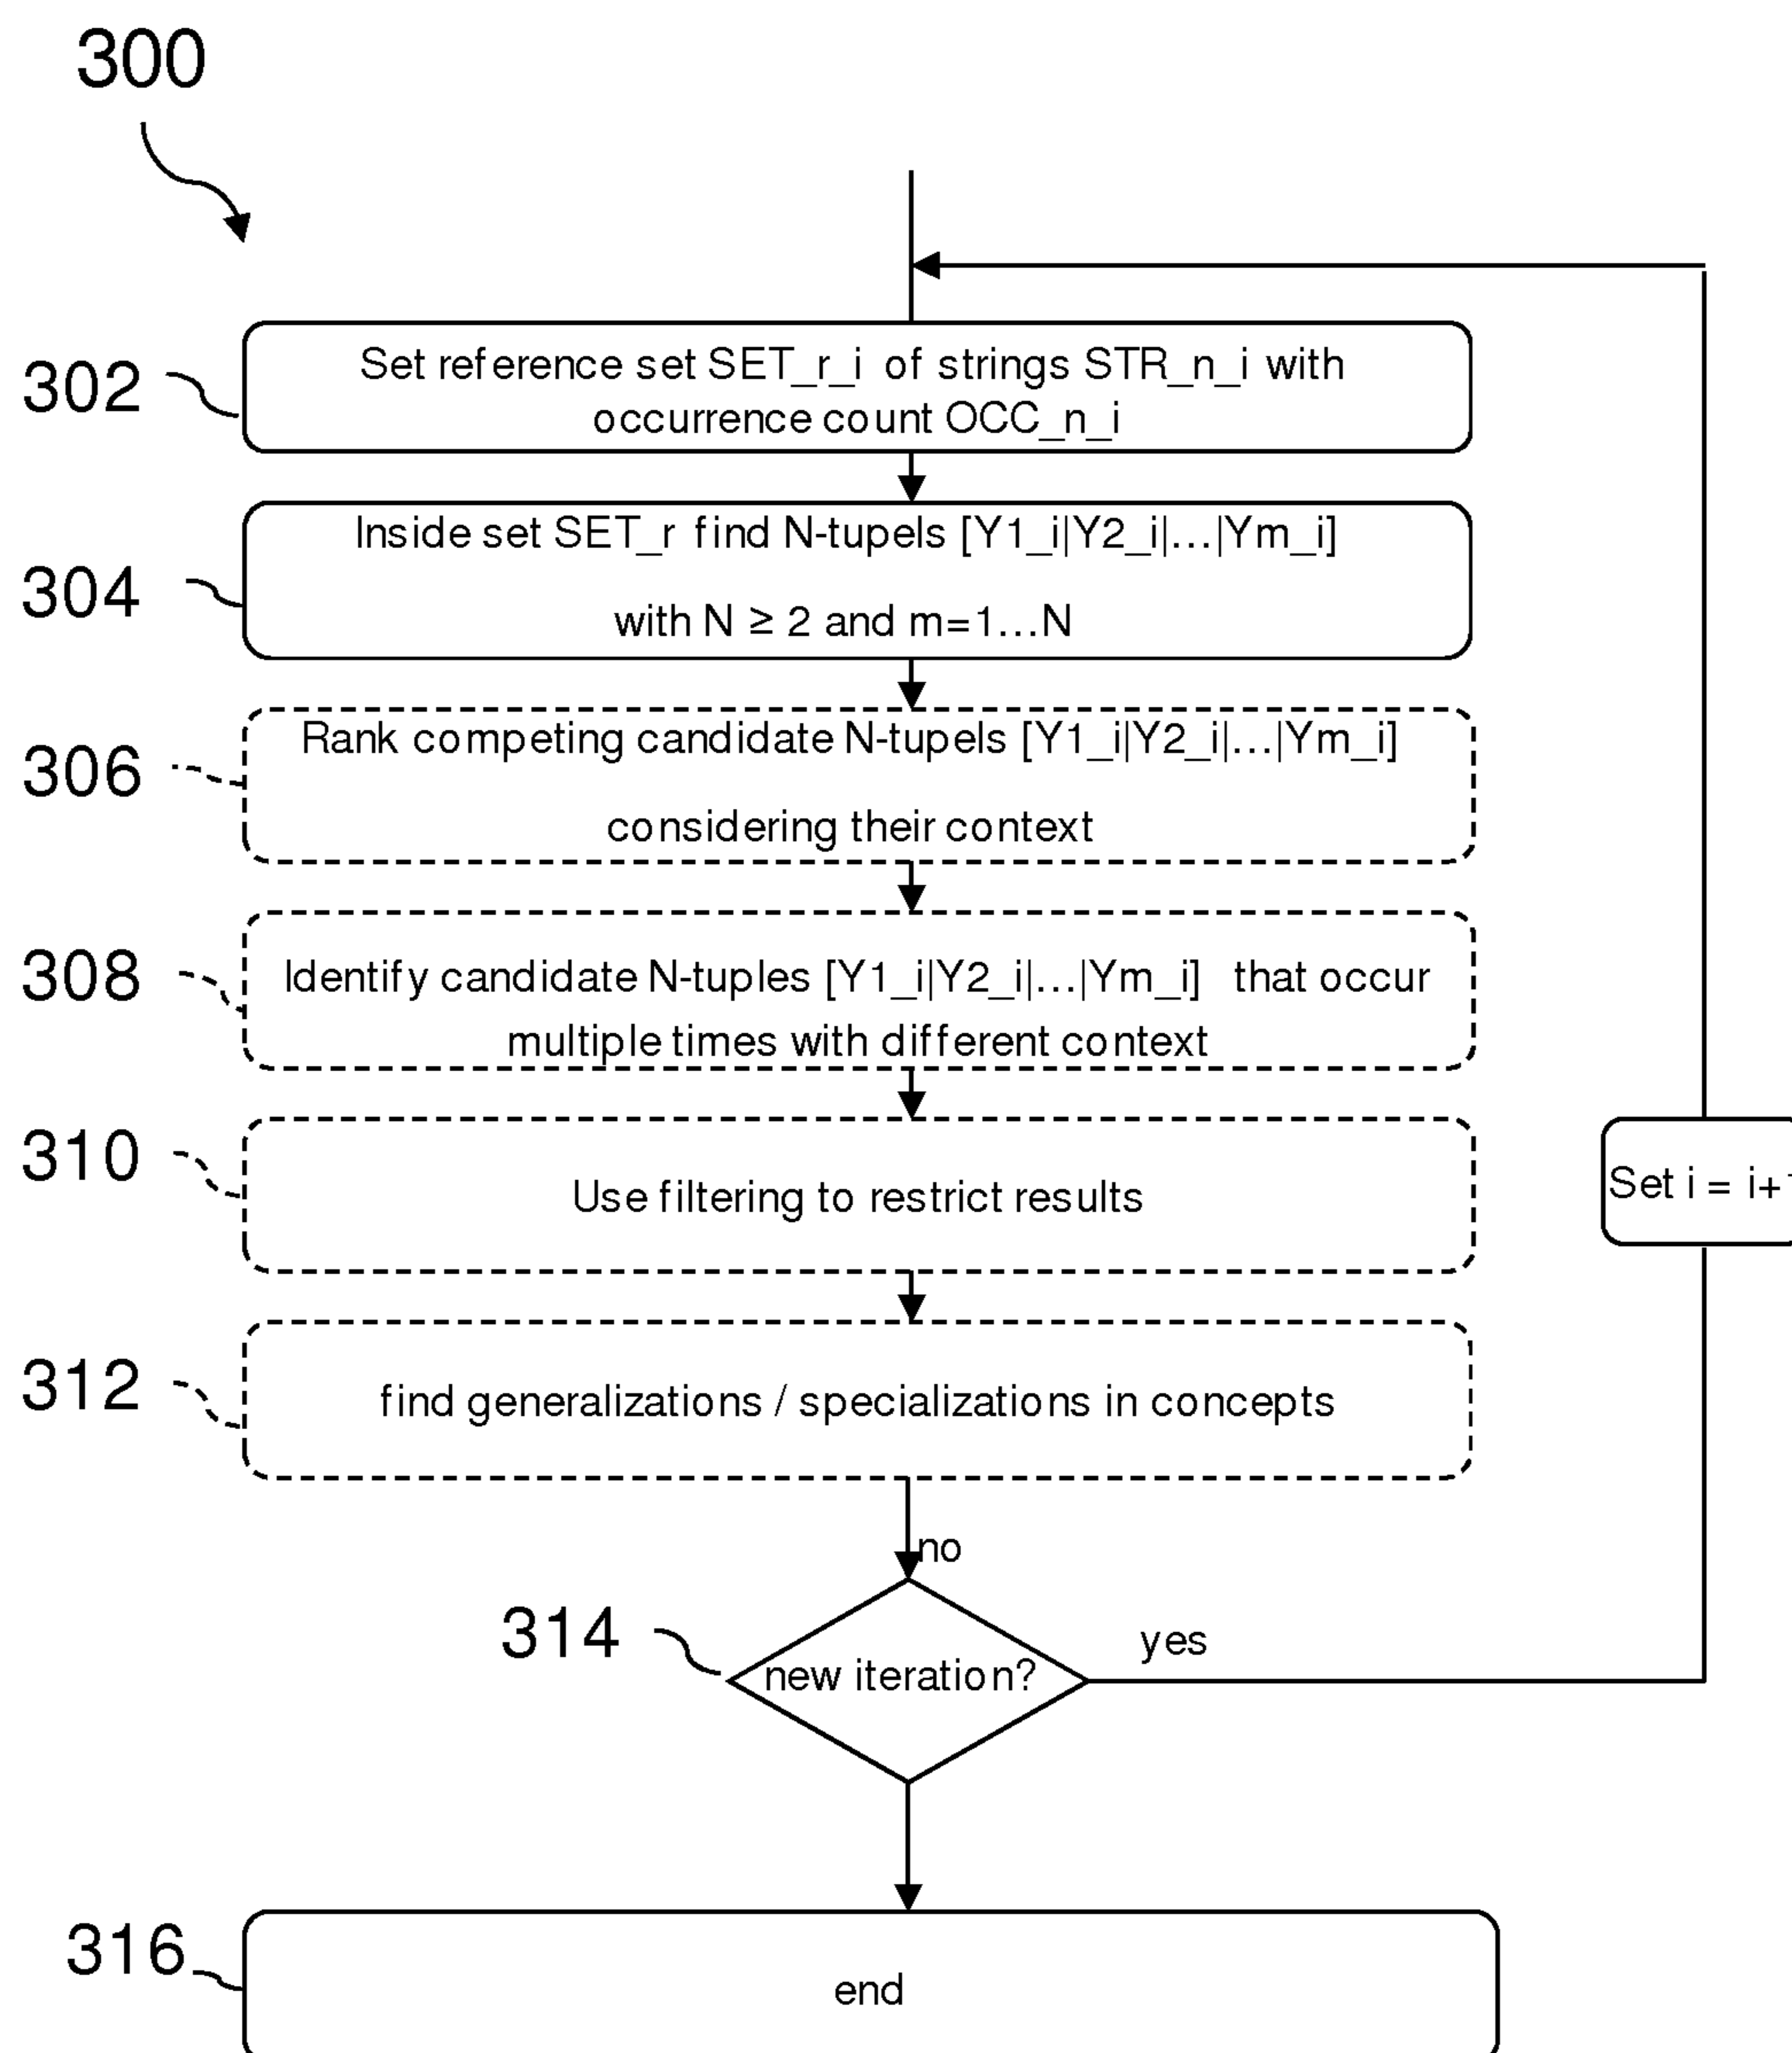 300
302
Set reference set SET_r_i of strings STR_n_i with
occurrence count OCC_n_i
304
Inside set SET_r find N-tupels [Y1_i|Y2_i|...|Ym_i]
with N ≥ 2 and m=1...N
306
Rank competing candidate N-tupels [Y1_i|Y2_i|...|Ym_i]
considering their context
308
Identify candidate N-tuples [Y1_i|Y2_i|...|Ym_i] that occur
multiple times with different context
310
Use filtering to restrict results
Set i = i+
312
find generalizations / specializations in concepts
no
314
new iteration?
yes
316
end